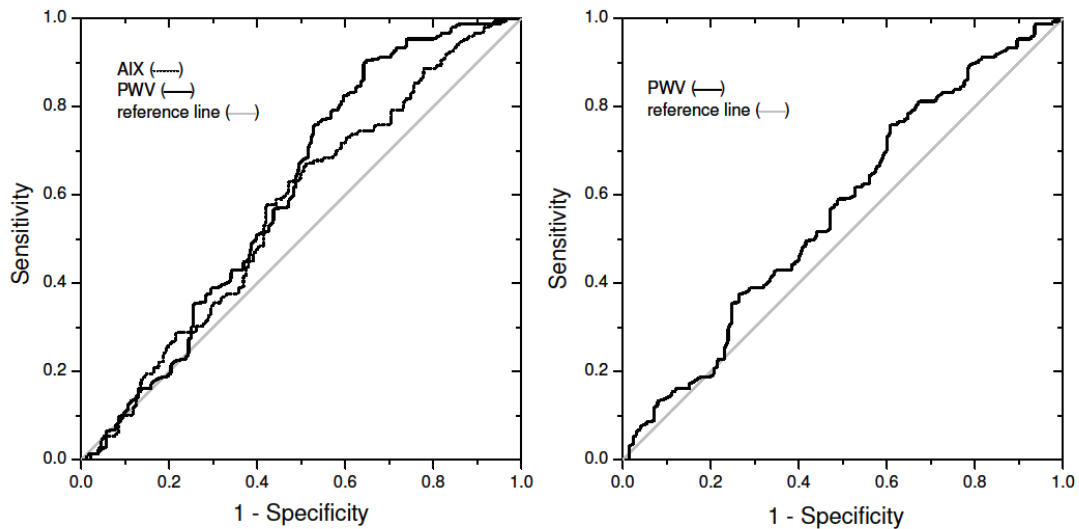 1.0
0.8
0.6
0.4
0.2
0.0
Sensitivity
AIX (-----)
PWV (——)
reference line (——)
0.0 0.2 0.4 0.6 0.8 1.0
1 - Specificity
1.0
0.8
0.6
0.4
0.2
0.0
Sensitivity
PWV (——)
reference line (——)
0.0 0.2 0.4 0.6 0.8 1.0
1 - Specificity